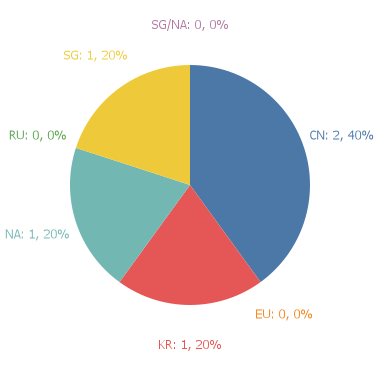 SG/NA: 0, 0%
SG: 1, 20%
CN: 2, 40%
RU: 0, 0%
NA: 1, 20%
EU: 0, 0%
KR: 1, 20%